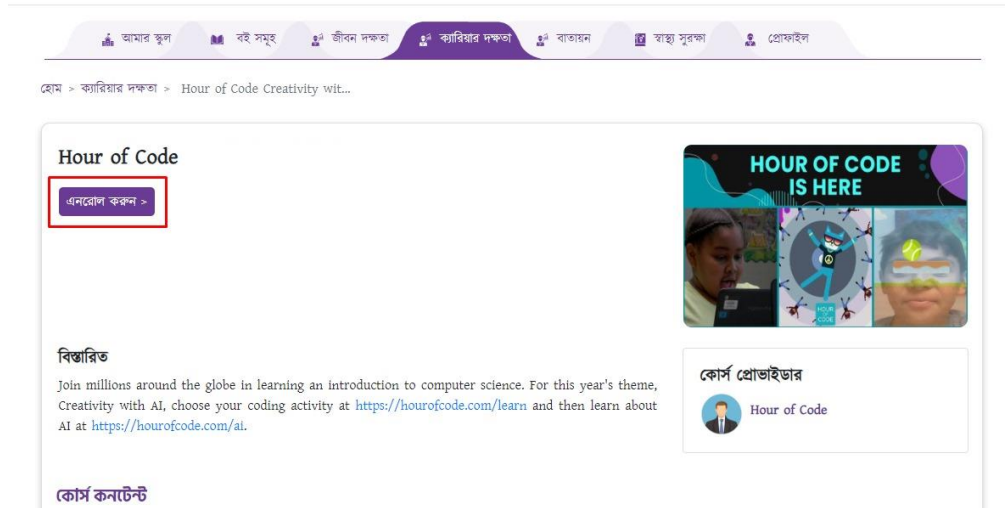 আমার স্কুল বই সমূহ জীবন দক্ষতা ক্যারিয়ার দক্ষতা বাতায়ন স্বাস্থ্য সুরক্ষা প্রোফাইল
হোম > ক্যারিয়ার দক্ষতা > Hour of Code Creativity wit...
Hour of Code
এনরোল করুন >
HOUR OF CODE
IS HERE
HOUR
OF
CODE
বিস্তারিত
Join millions around the globe in learning an introduction to computer science. For this year's theme,
Creativity with AI, choose your coding activity at https://hourofcode.com/learn and then learn about
AI at https://hourofcode.com/ai.
কোর্স প্রোভাইডার
Hour of Code
কোর্স কনটেন্ট